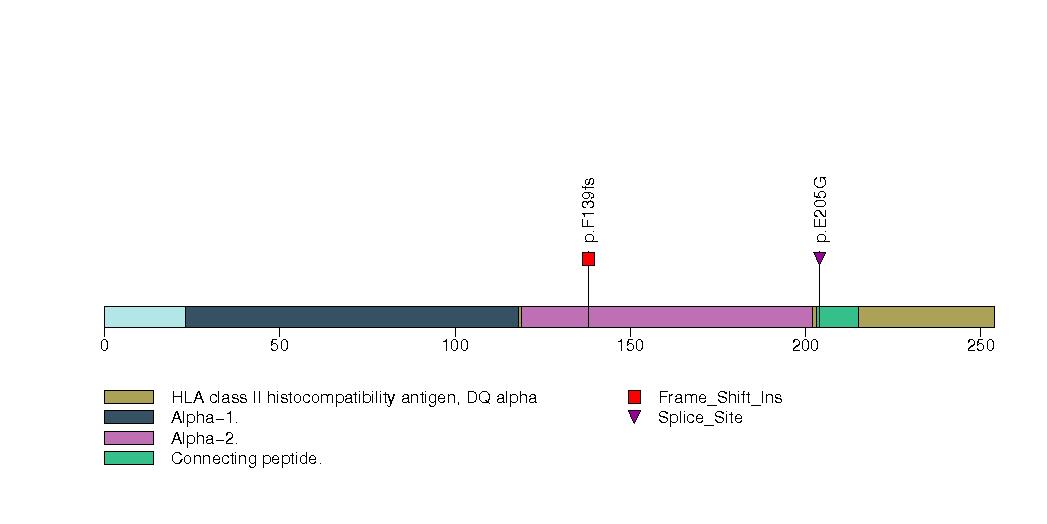 p.F139fs
p.E205G
0 50 100 150 200 250
HLA class II histocompatibility antigen, DQ alpha
Alpha-1.
Alpha-2.
Connecting peptide.
Frame_Shift_Ins
Splice_Site